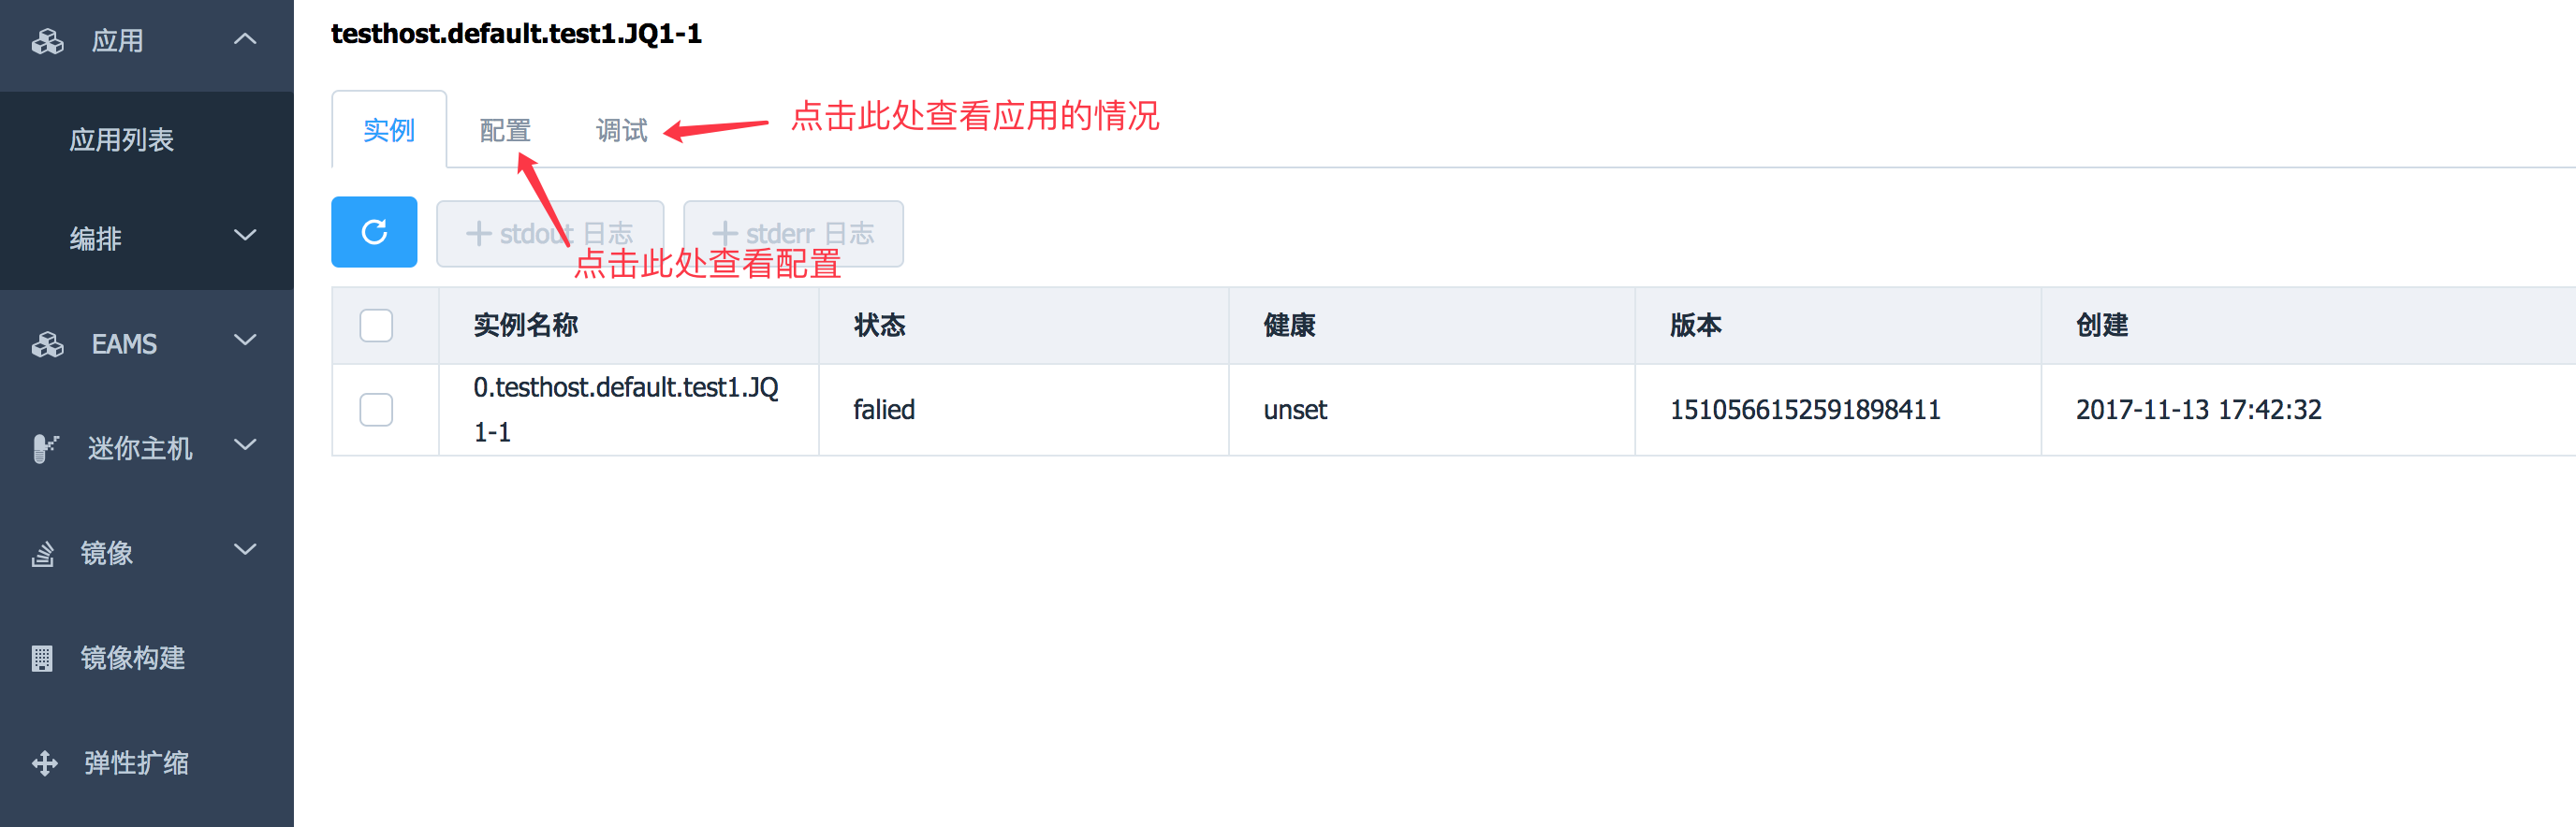 应用
应用列表
编排
EAMS
迷你主机
镜像
镜像构建
弹性扩缩
testhost.default.test1.JQ1-1
实例 配置 调试
点击此处查看应用的情况
stdout 日志 stderr 日志
点击此处查看配置
实例名称 状态 健康 版本 创建
0.testhost.default.test1.JQ
1-1
falied unset 1510566152591898411 2017-11-13 17:42:32